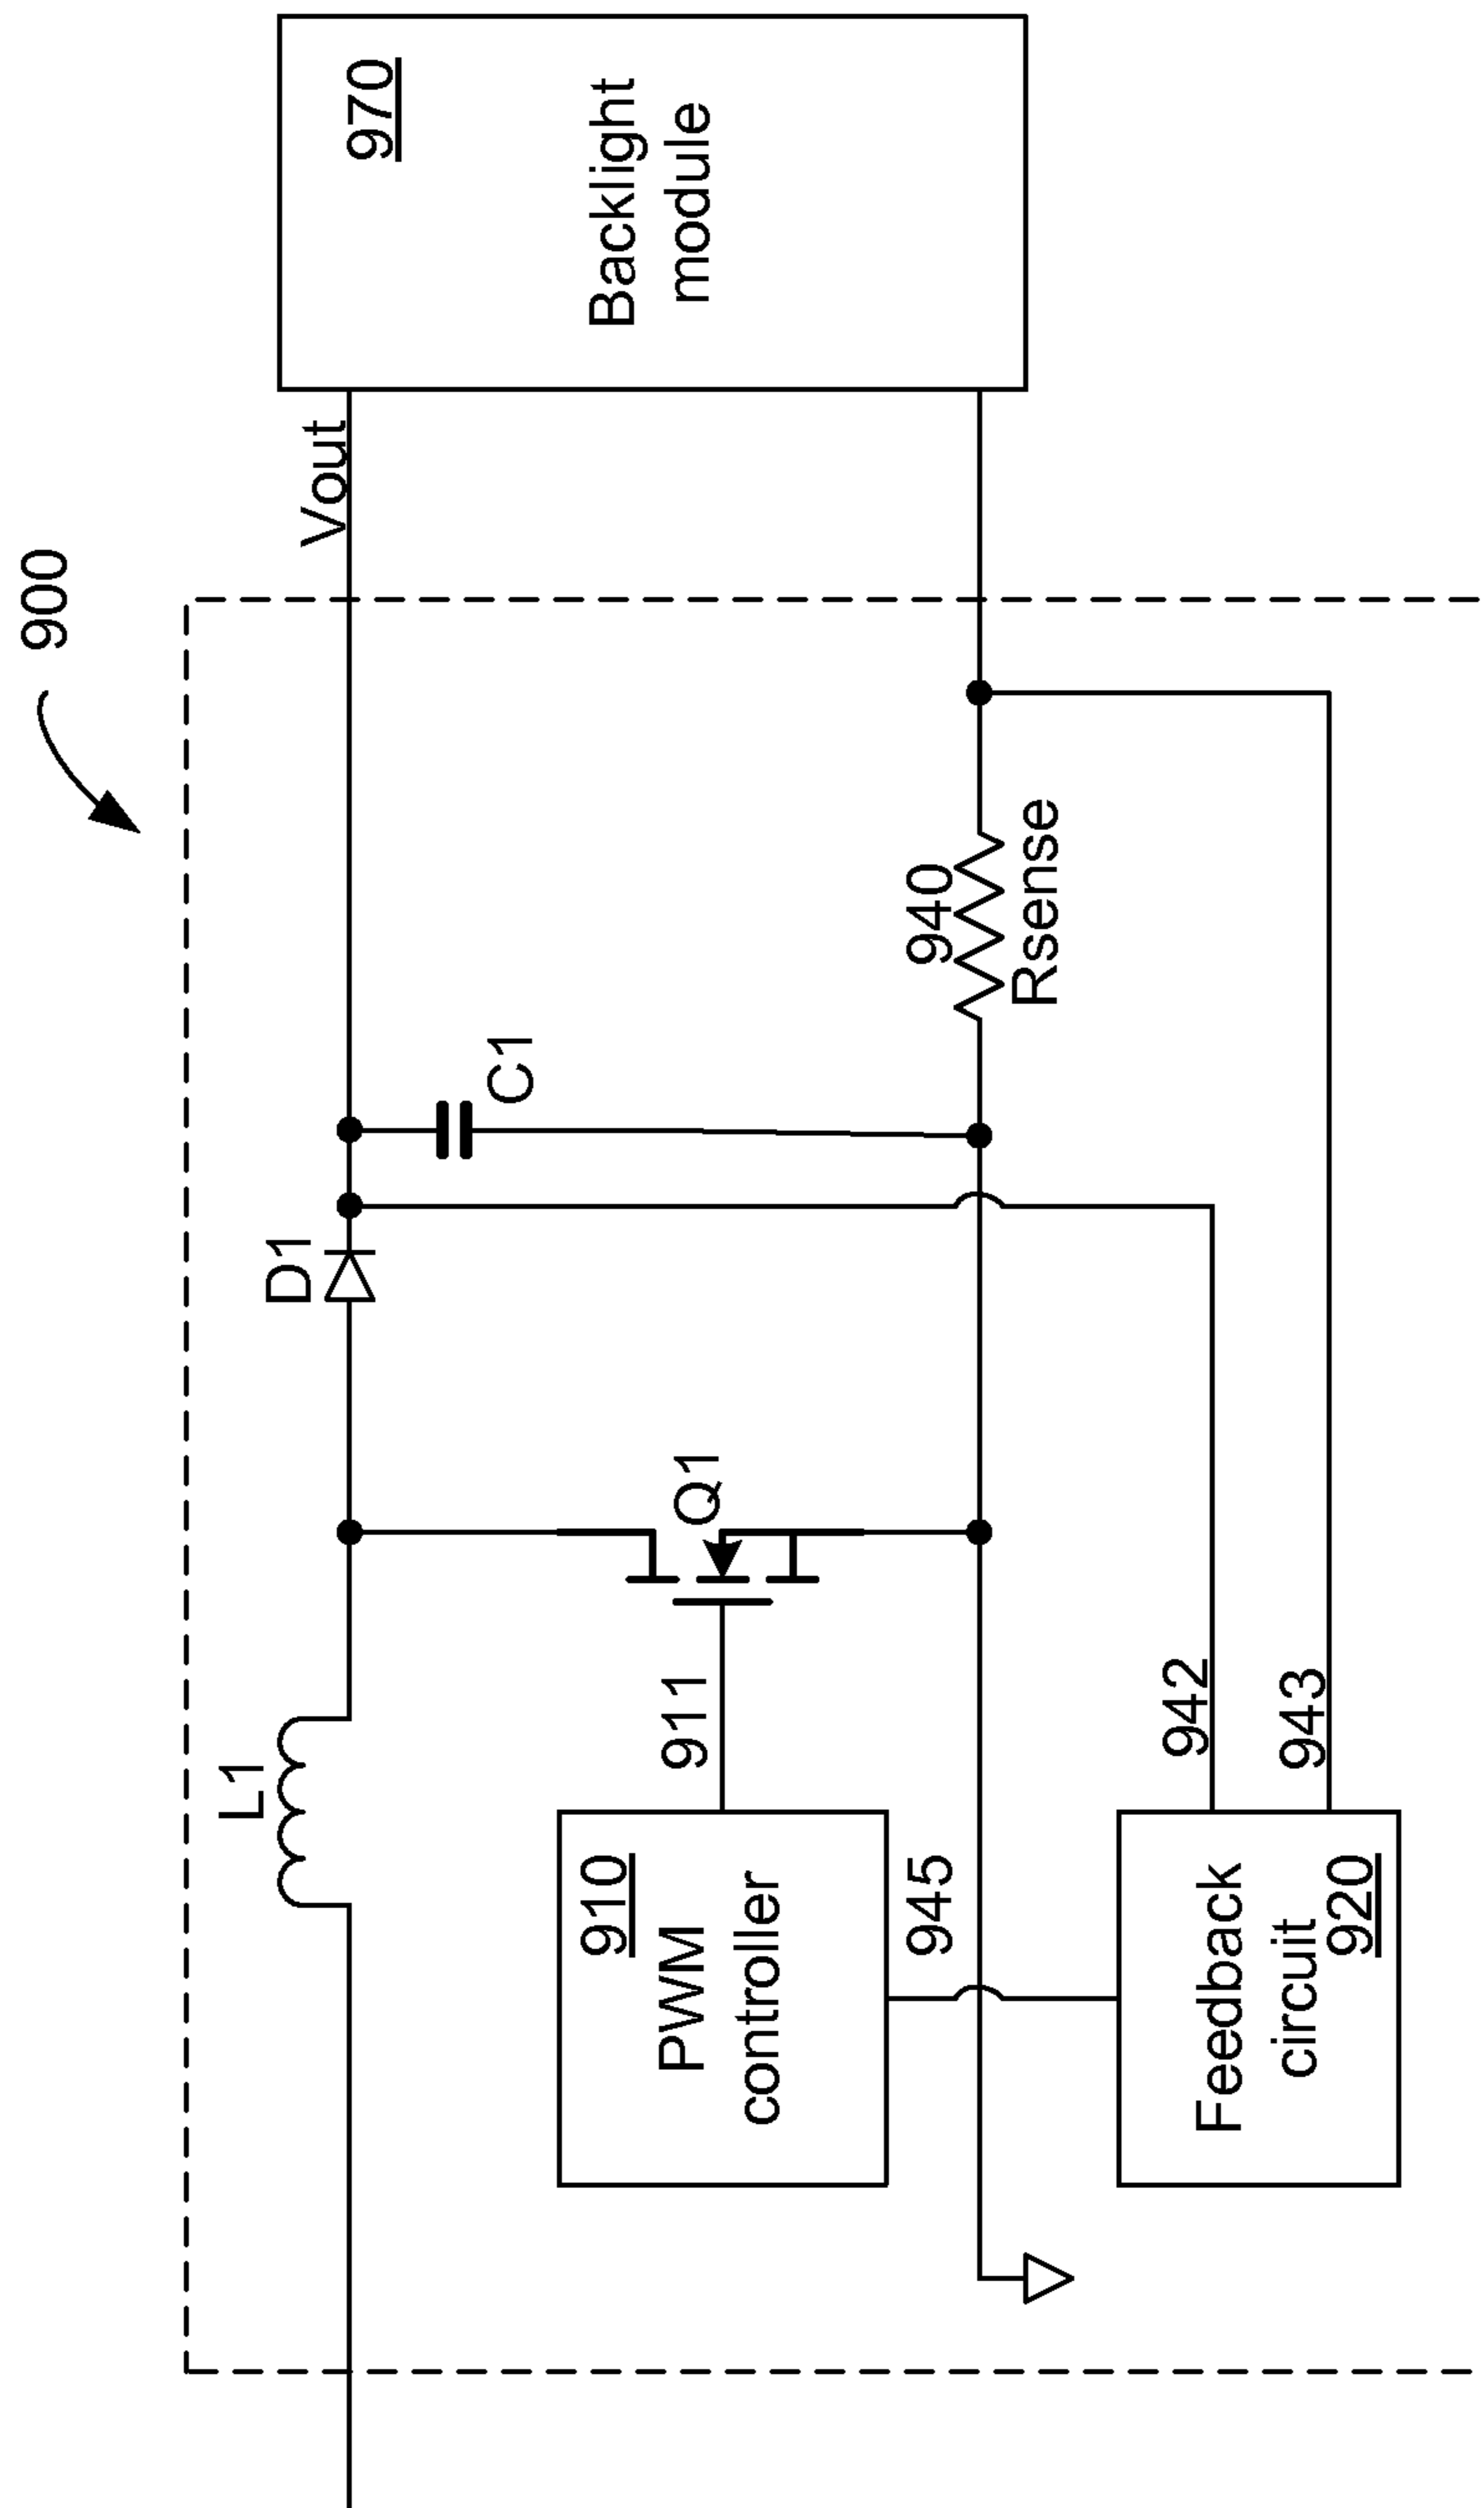 900
L1
D1
Vout
970
Backlight
module
C1
Q1
911
910
PWM
controller
945
940
Rsense
942
943
Feedback
circuit
920